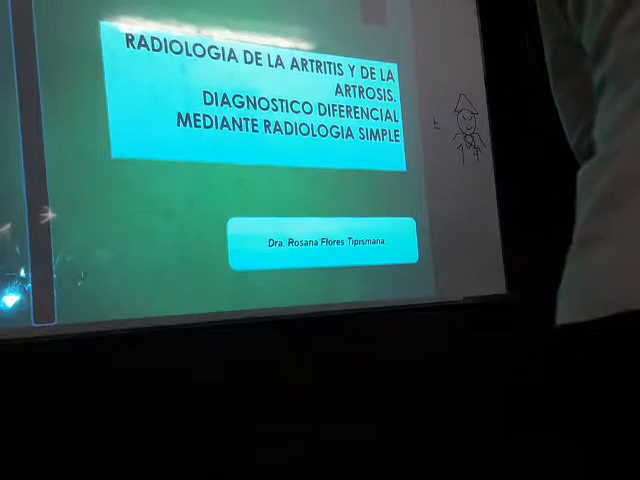 RADIOLOGIA DE LA ARTRITIS Y DE LA
ARTROSIS.
DIAGNOSTICO DIFERENCIAL
MEDIANTE RADIOLOGIA SIMPLE
Dra. Rosana Flores Tipismana.